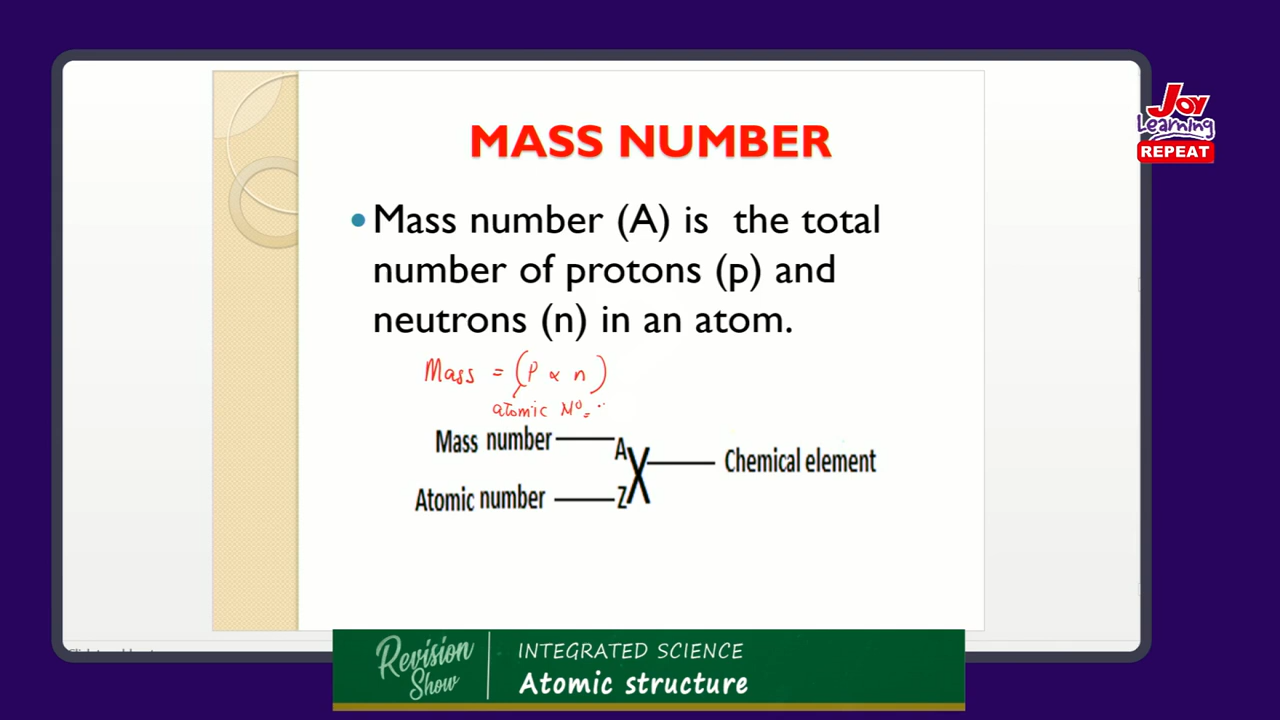 MASS NUMBER
• Mass number (A) is the total
number of protons (p) and
neutrons (n) in an atom.
Mass = (P ∝ n)
atomic Nº = ..
Mass number
A
X
Chemical element
Atomic number
Z
Joy
Learning
REPEAT
Revision
Show
INTEGRATED SCIENCE
Atomic structure